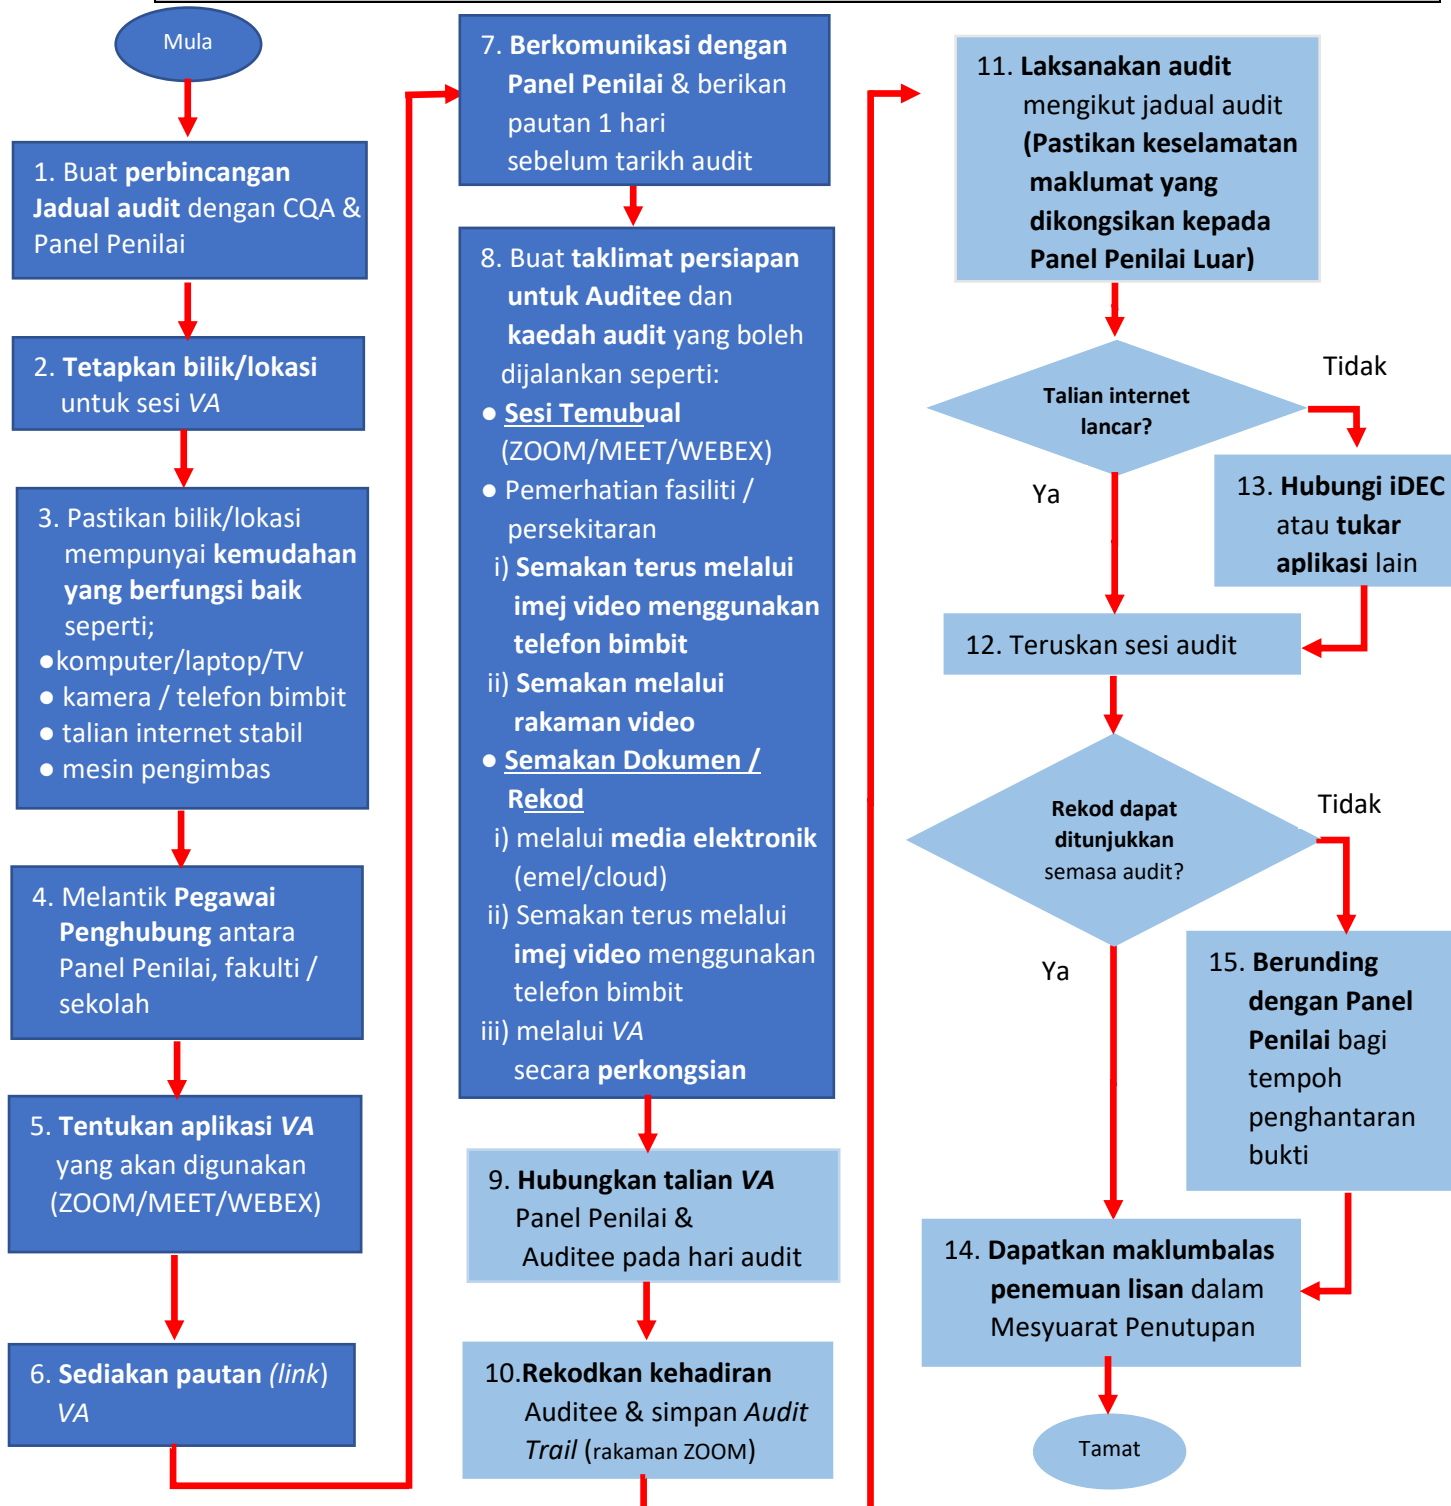 Mula
1. Buat perbincangan
Jadual audit dengan CQA &
Panel Penilai
2. Tetapkan bilik/lokasi
untuk sesi VA
3. Pastikan bilik/lokasi
mempunyai kemudahan
yang berfungsi baik
seperti;
●komputer/laptop/TV
● kamera / telefon bimbit
● talian internet stabil
● mesin pengimbas
4. Melantik Pegawai
Penghubung antara
Panel Penilai, fakulti /
sekolah
5. Tentukan aplikasi VA
yang akan digunakan
(ZOOM/MEET/WEBEX)
6. Sediakan pautan (link)
VA
7. Berkomunikasi dengan
Panel Penilai & berikan
pautan 1 hari
sebelum tarikh audit
8. Buat taklimat persiapan
untuk Auditee dan
kaedah audit yang boleh
dijalankan seperti:
● Sesi Temubual
(ZOOM/MEET/WEBEX)
● Pemerhatian fasiliti /
persekitaran
i) Semakan terus melalui
imej video menggunakan
telefon bimbit
ii) Semakan melalui
rakaman video
● Semakan Dokumen /
Rekod
i) melalui media elektronik
(emel/cloud)
ii) Semakan terus melalui
imej video menggunakan
telefon bimbit
iii) melalui VA
secara perkongsian
9. Hubungkan talian VA
Panel Penilai &
Auditee pada hari audit
10.Rekodkan kehadiran
Auditee & simpan Audit
Trail (rakaman ZOOM)
11. Laksanakan audit
mengikut jadual audit
(Pastikan keselamatan
maklumat yang
dikongsikan kepada
Panel Penilai Luar)
Talian internet
lancar?
Tidak
Ya
13. Hubungi iDEC
atau tukar
aplikasi lain
12. Teruskan sesi audit
Rekod dapat
ditunjukkan
semasa audit?
Tidak
Ya
15. Berunding
dengan Panel
Penilai bagi
tempoh
penghantaran
bukti
14. Dapatkan maklumbalas
penemuan lisan dalam
Mesyuarat Penutupan
Tamat